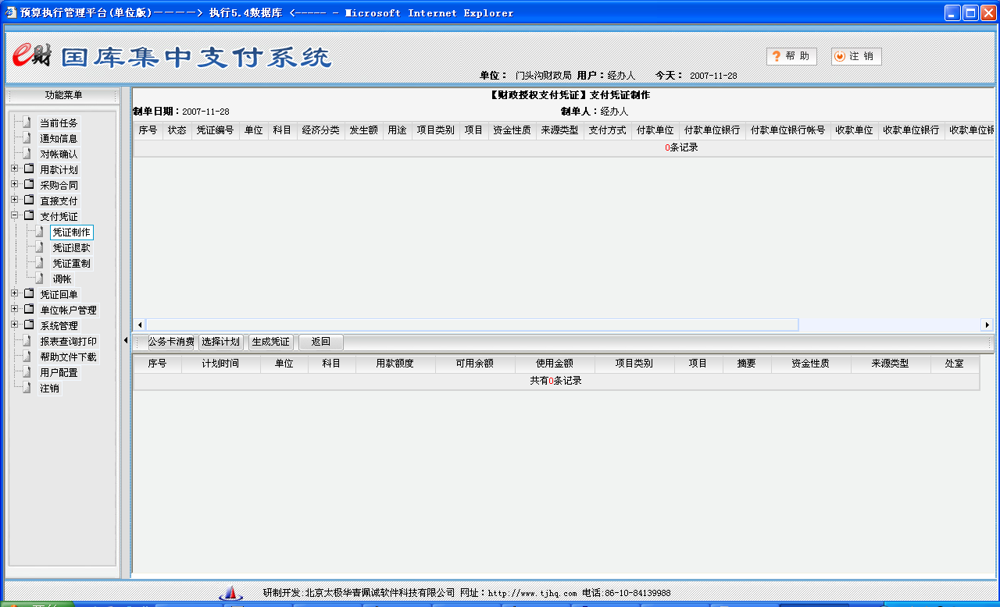 预算执行管理平台(单位版)－－－－> 执行5.4数据库 <----- - Microsoft Internet Explorer
e财 国库集中支付系统
帮 助 注 销
单位： 门头沟财政局 用户：经办人 今天： 2007-11-28
功能菜单
当前任务
通知信息
对帐确认
用款计划
采购合同
直接支付
支付凭证
凭证制作
凭证退款
凭证重制
调帐
凭证回单
单位帐户管理
系统管理
报表查询打印
帮助文件下载
用户配置
注销
【财政授权支付凭证】支付凭证制作
制单日期：2007-11-28 制单人：经办人
序号 状态 凭证编号 单位 科目 经济分类 发生额 用途 项目类别 项目 资金性质 来源类型 支付方式 付款单位 付款单位银行 付款单位银行帐号 收款单位 收款单位银行 收款单位银
0条记录
公务卡消费 选择计划 生成凭证 返回
序号 计划时间 单位 科目 用款额度 可用余额 使用金额 项目类别 项目 摘要 资金性质 来源类型 处室
共有0条记录
研制开发:北京太极华青佩诚软件科技有限公司 网址：http://www.tjhq.com 电话:86-10-84139988